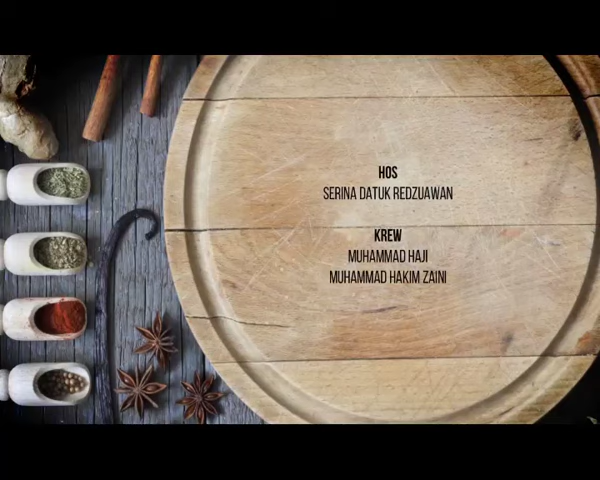 HOS
SERINA DATUK REDZUAWAN
KREW
MUHAMMAD HAJI
MUHAMMAD HAKIM ZAINI